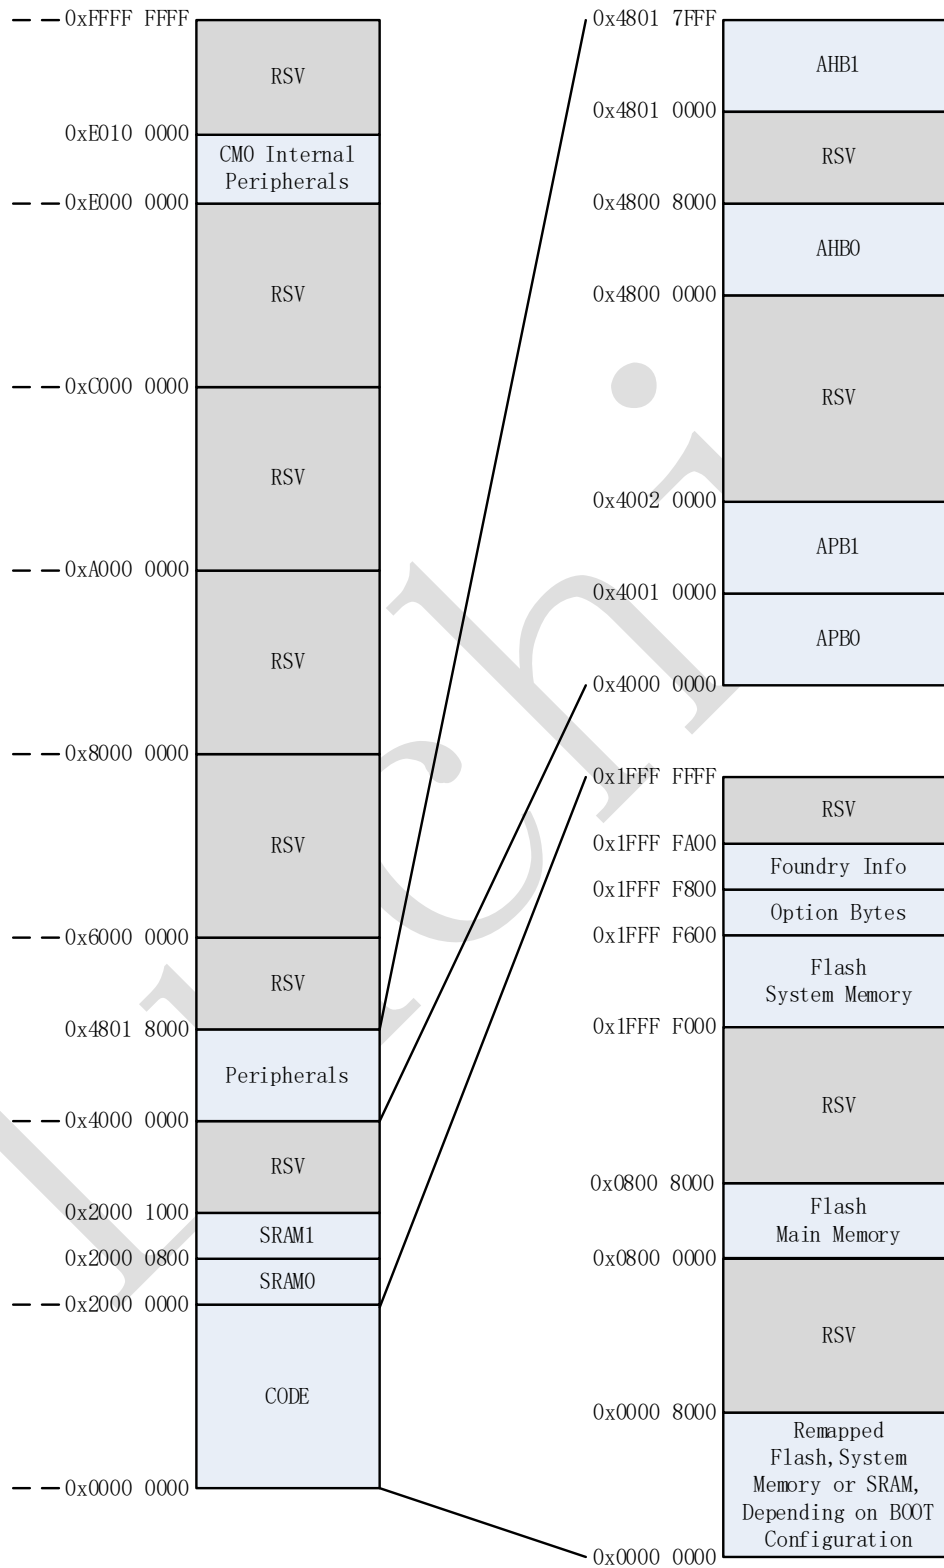 0xFFFF FFFF
RSV
0xE010 0000
CM0 Internal
Peripherals
0xE000 0000
RSV
0xC000 0000
RSV
0xA000 0000
RSV
0x8000 0000
RSV
0x6000 0000
RSV
0x4801 8000
Peripherals
0x4000 0000
RSV
0x2000 1000
SRAM1
0x2000 0800
SRAM0
0x2000 0000
CODE
0x0000 0000
0x4801 7FFF
AHB1
0x4801 0000
RSV
0x4800 8000
AHB0
0x4800 0000
RSV
0x4002 0000
APB1
0x4001 0000
APB0
0x4000 0000
0x1FFF FFFF
RSV
0x1FFF FA00
Foundry Info
0x1FFF F800
Option Bytes
0x1FFF F600
Flash
System Memory
0x1FFF F000
RSV
0x0800 8000
Flash
Main Memory
0x0800 0000
RSV
0x0000 8000
Remapped
Flash,System
Memory or SRAM,
Depending on BOOT
Configuration
0x0000 0000